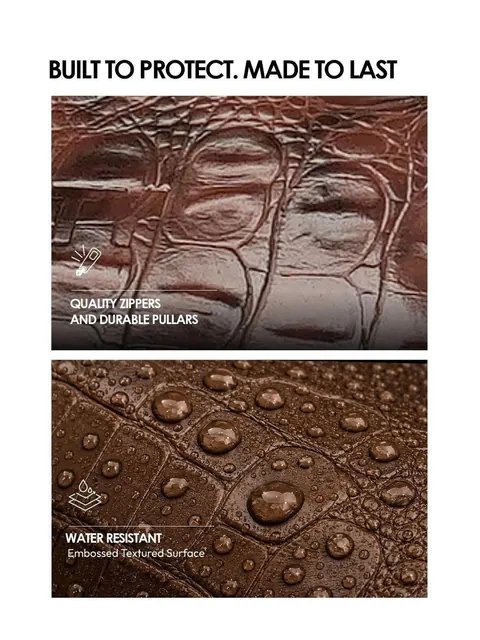 BUILT TO PROTECT. MADE TO LAST
QUALITY ZIPPERS
AND DURABLE PULLARS
WATER RESISTANT
Embossed Textured Surface